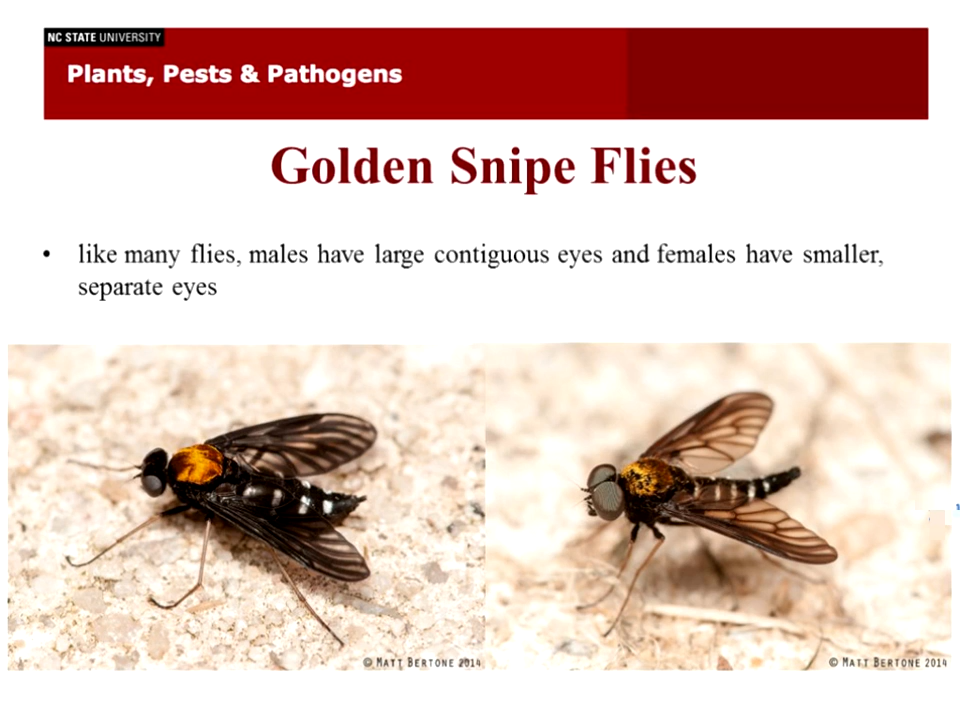 NC STATE UNIVERSITY
Plants, Pests & Pathogens
Golden Snipe Flies
• like many flies, males have large contiguous eyes and females have smaller,
separate eyes
© MATT BERTONE 2014
© MATT BERTONE 2014